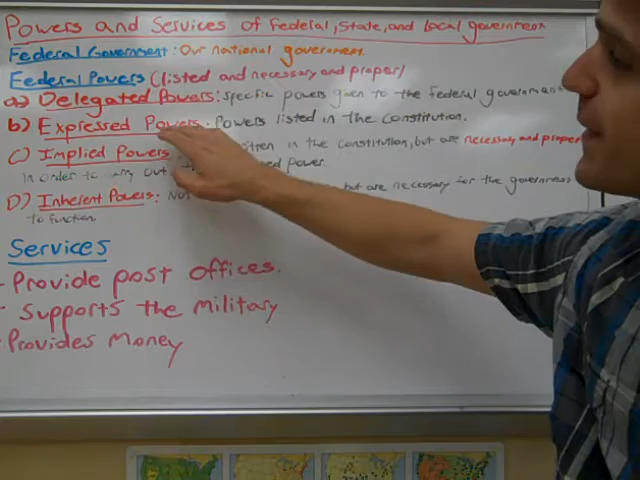 Powers and Services of Federal, State, and Local government
Federal Government: Our national government.
Federal Powers (listed and necessary and proper)
a) Delegated Powers: specific powers given to the federal government
b) Expressed Powers: Powers listed in the Constitution.
c) Implied Powers in the Constitution, but are necessary and proper
In order to out power.
D) Inherent Powers: Not but are necessary for the government
to function.
Services
- Provide post offices.
- Supports the Military
- Provides Money